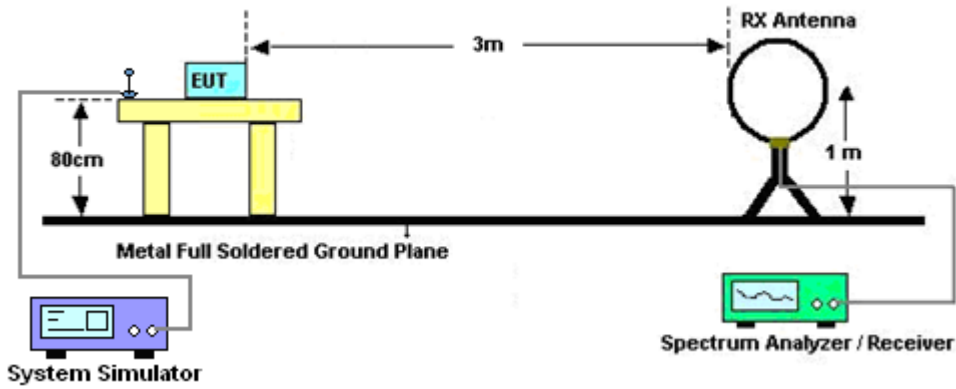 RX Antenna
3m
EUT
80cm
1 m
Metal Full Soldered Ground Plane
Spectrum Analyzer / Receiver
System Simulator